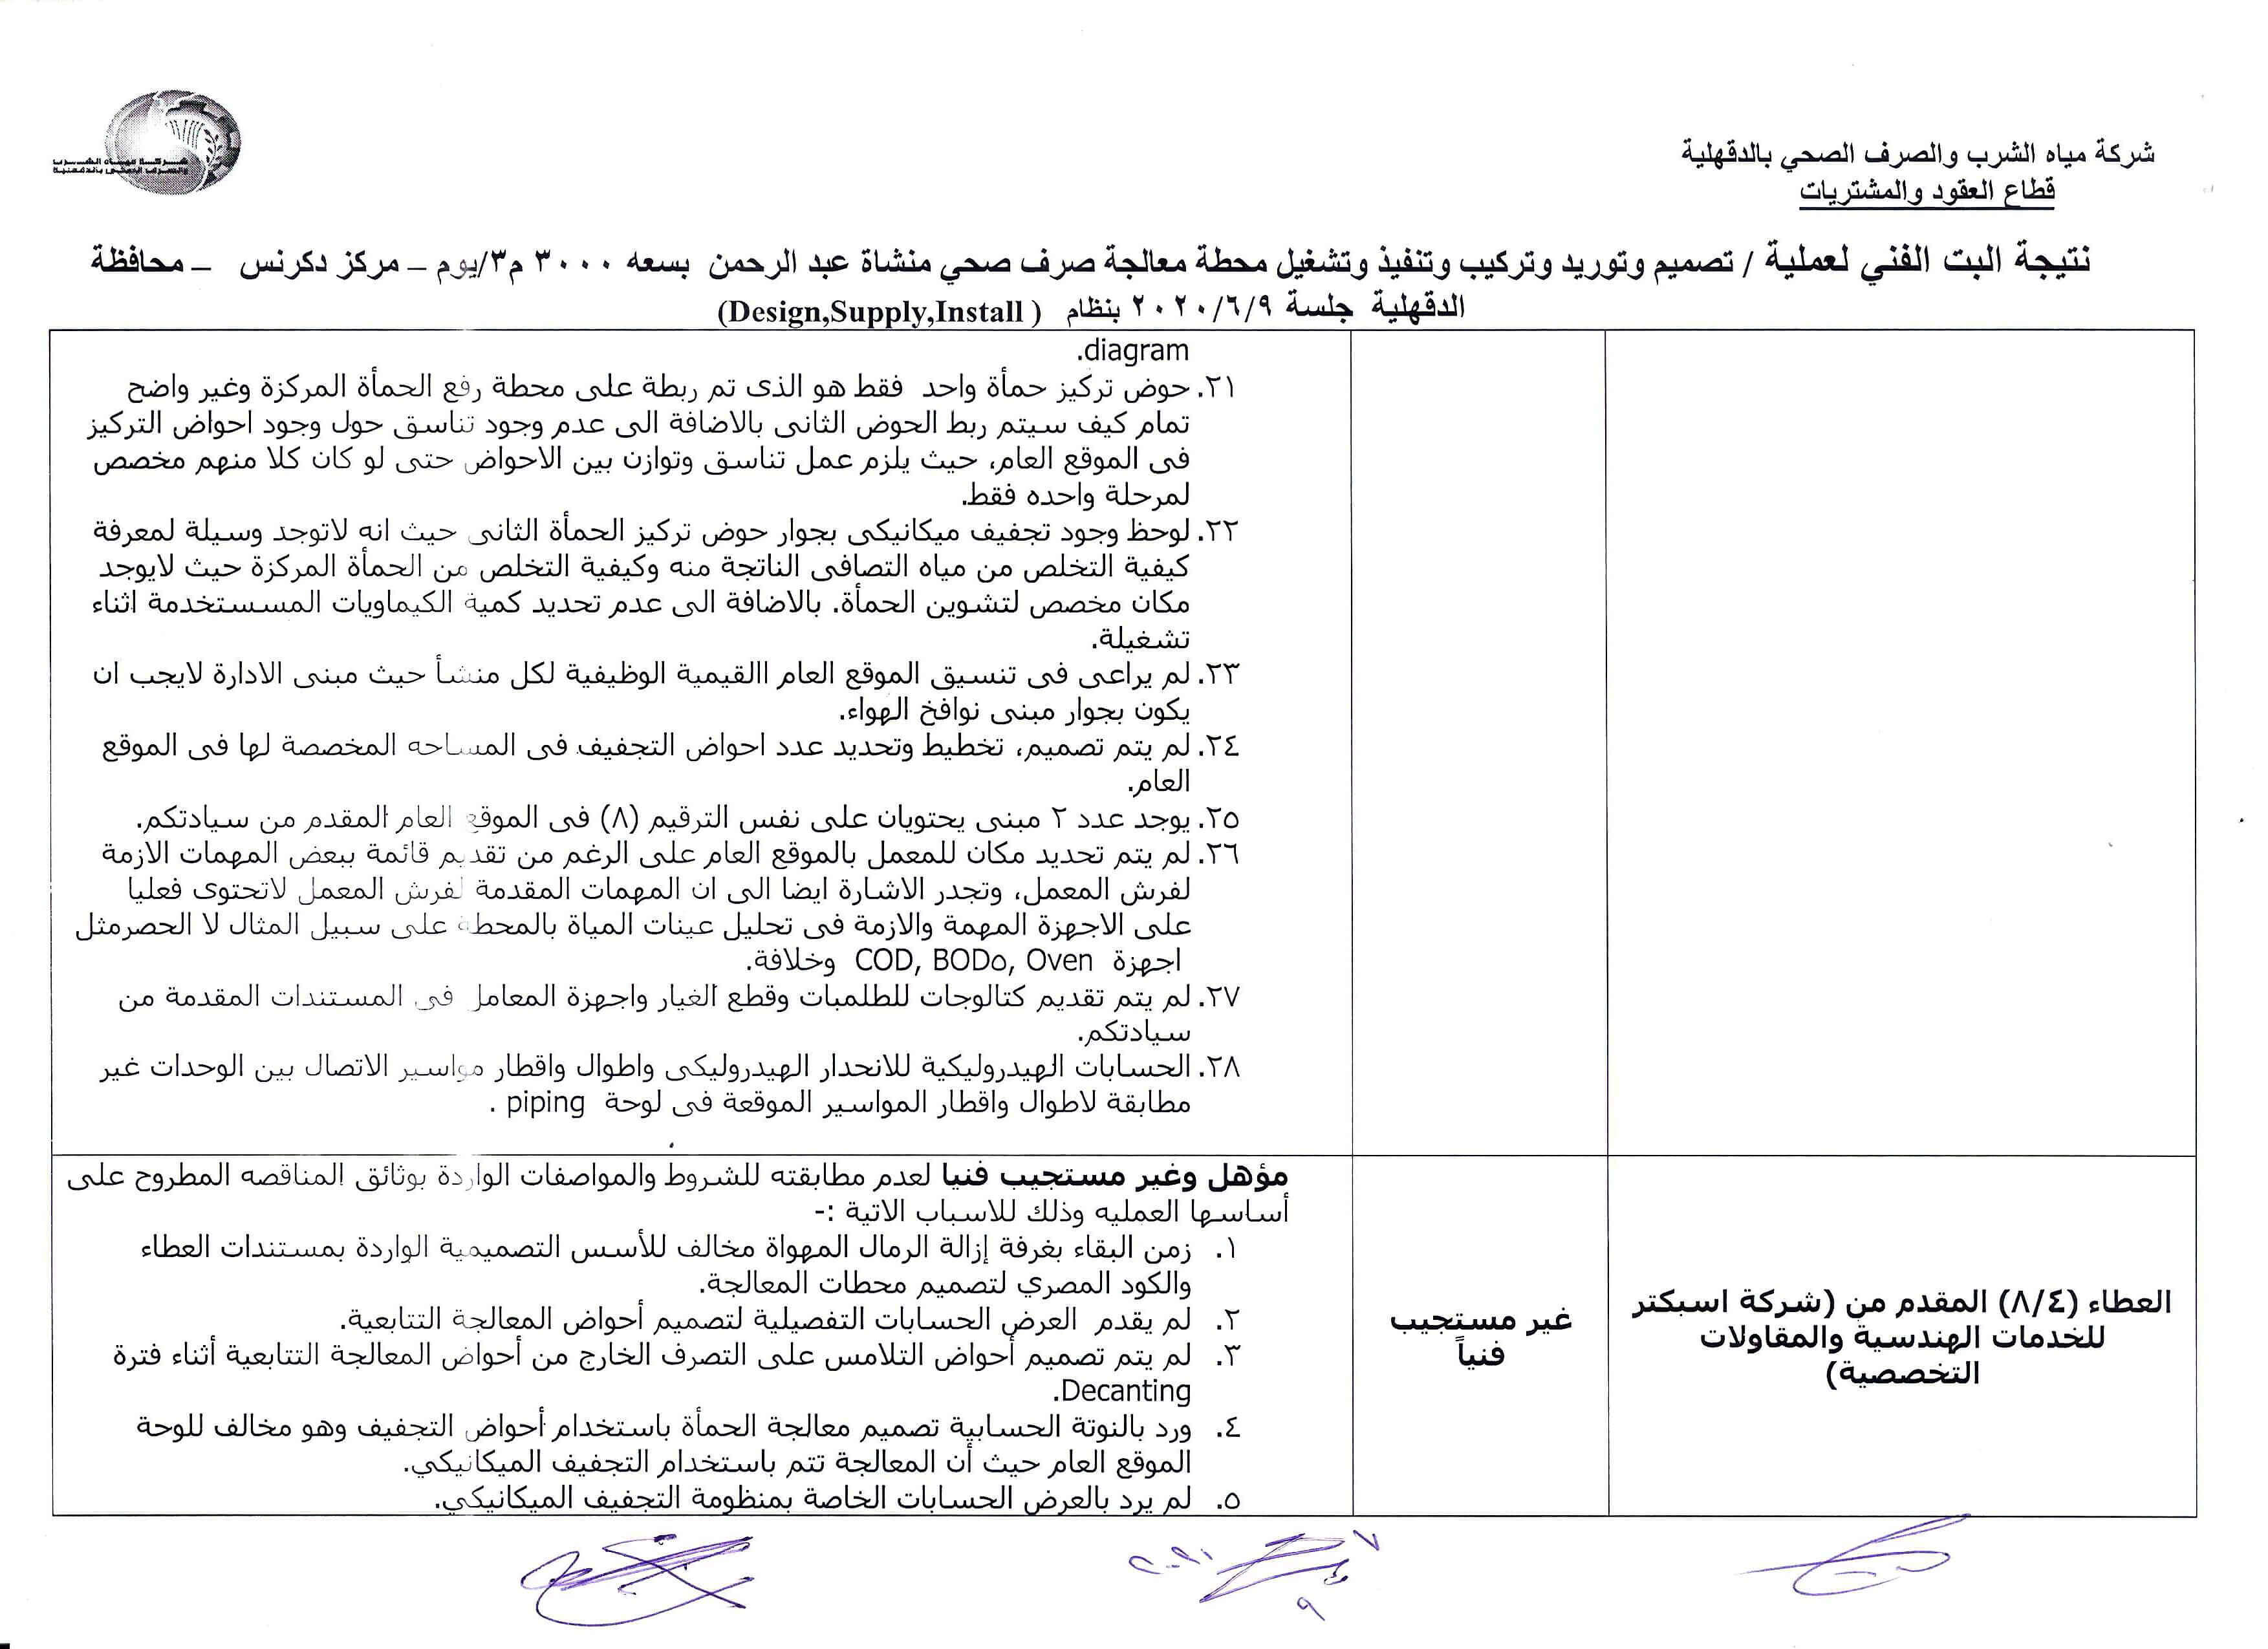 شركة مياه الشرب والصرف الصحي بالدقهلية
قطاع العقود والمشتريات
شركة مياه الشرب
والصرف الصحى بالدقهلية
نتيجة البت الفني لعملية / تصميم وتوريد وتركيب وتنفيذ وتشغيل محطة معالجة صرف صحي منشاة عبد الرحمن بسعه ٣٠٠٠ م٣/يوم – مركز دكرنس – محافظة
الدقهلية جلسة ٢٠٢٠/٦/٩ بنظام (Design,Supply,Install )
diagram.
٢١. حوض تركيز حمأة واحد فقط هو الذى تم ربطة على محطة رفع الحمأة المركزة وغير واضح
تمام كيف سيتم ربط الحوض الثانى بالاضافة الى عدم وجود تناسق حول وجود احواض التركيز
فى الموقع العام، حيث يلزم عمل تناسق وتوازن بين الاحواض حتى لو كان كلا منهم مخصص
لمرحلة واحده فقط.
٢٢. لوحظ وجود تجفيف ميكانيكى بجوار حوض تركيز الحمأة الثانى حيث انه لاتوجد وسيلة لمعرفة
كيفية التخلص من مياه التصافى الناتجة منه وكيفية التخلص من الحمأة المركزة حيث لايوجد
مكان مخصص لتشوين الحمأة. بالاضافة الى عدم تحديد كمية الكيماويات المسستخدمة اثناء
تشغيلة.
٢٣. لم يراعى فى تنسيق الموقع العام االقيمية الوظيفية لكل منشأ حيث مبنى الادارة لايجب ان
يكون بجوار مبنى نوافخ الهواء.
٢٤. لم يتم تصميم، تخطيط وتحديد عدد احواض التجفيف فى المساحه المخصصة لها فى الموقع
العام.
٢٥. يوجد عدد ٢ مبنى يحتويان على نفس الترقيم (٨) فى الموقع العام المقدم من سيادتكم.
٢٦. لم يتم تحديد مكان للمعمل بالموقع العام على الرغم من تقديم قائمة ببعض المهمات الازمة
لفرش المعمل، وتجدر الاشارة ايضا الى ان المهمات المقدمة لفرش المعمل لاتحتوى فعليا
على الاجهزة المهمة والازمة فى تحليل عينات المياة بالمحطة على سبيل المثال لا الحصرمثل
اجهزة COD, BOD٥, Oven وخلافة.
٢٧. لم يتم تقديم كتالوجات للطلمبات وقطع الغيار واجهزة المعامل فى المستندات المقدمة من
سيادتكم.
٢٨. الحسابات الهيدروليكية للانحدار الهيدروليكى واطوال واقطار مواسير الاتصال بين الوحدات غير
مطابقة لاطوال واقطار المواسير الموقعة فى لوحة piping .
العطاء (٨/٤) المقدم من (شركة اسبكتر
للخدمات الهندسية والمقاولات
التخصصية)
غير مستجيب
فنياً
مؤهل وغير مستجيب فنيا لعدم مطابقته للشروط والمواصفات الواردة بوثائق المناقصه المطروح على
أساسها العمليه وذلك للاسباب الاتية :-
١. زمن البقاء بغرفة إزالة الرمال المهواة مخالف للأسس التصميمية الواردة بمستندات العطاء
والكود المصري لتصميم محطات المعالجة.
٢. لم يقدم العرض الحسابات التفصيلية لتصميم أحواض المعالجة التتابعية.
٣. لم يتم تصميم أحواض التلامس على التصرف الخارج من أحواض المعالجة التتابعية أثناء فترة
Decanting.
٤. ورد بالنوتة الحسابية تصميم معالجة الحمأة باستخدام أحواض التجفيف وهو مخالف للوحة
الموقع العام حيث أن المعالجة تتم باستخدام التجفيف الميكانيكي.
٥. لم يرد بالعرض الحسابات الخاصة بمنظومة التجفيف الميكانيكي.